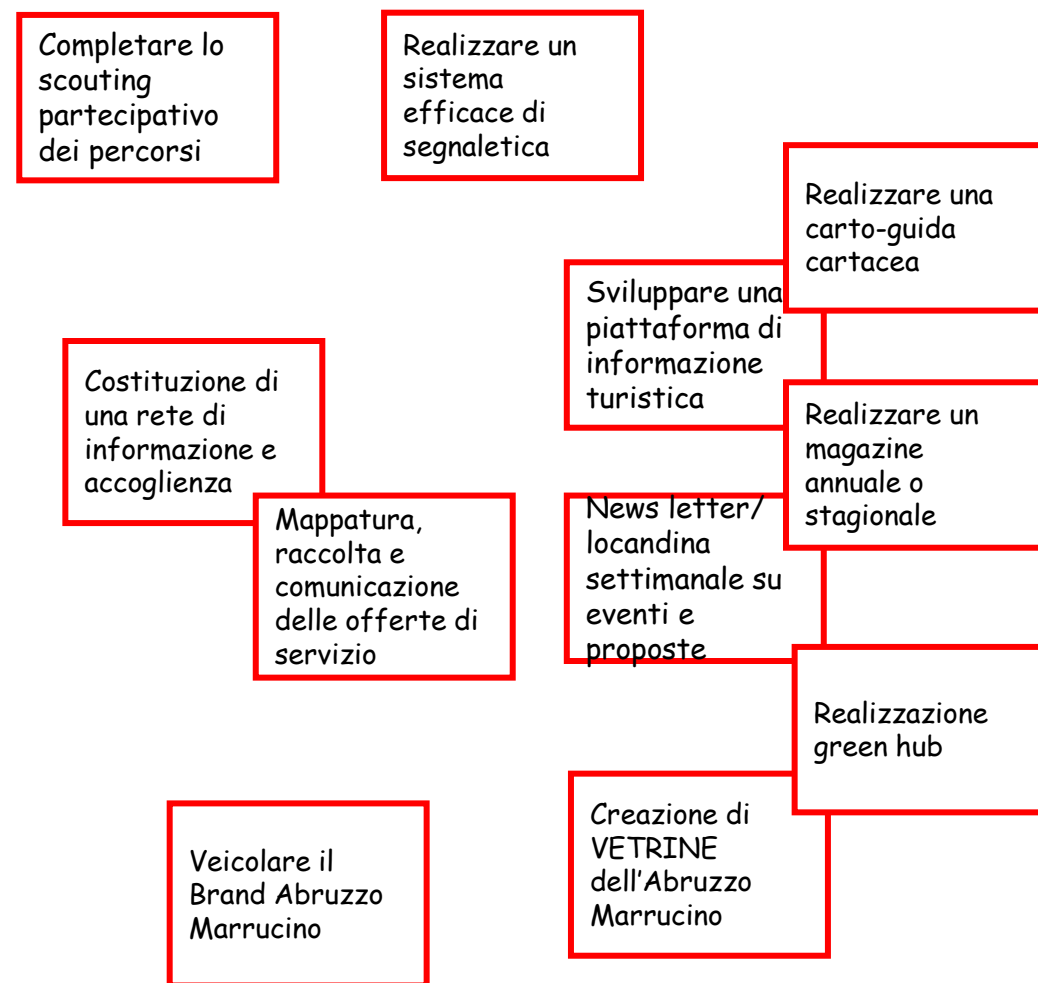 Completare lo
scouting
partecipativo
dei percorsi
Realizzare un
sistema
efficace di
segnaletica
Realizzare una
carto-guida
cartacea
Sviluppare una
piattaforma di
informazione
turistica
Costituzione di
una rete di
informazione e
accoglienza
Realizzare un
magazine
annuale o
stagionale
Mappatura,
raccolta e
comunicazione
delle offerte di
servizio
News letter/
locandina
settimanale su
eventi e
proposte
Realizzazione
green hub
Veicolare il
Brand Abruzzo
Marrucino
Creazione di
VETRINE
dell’Abruzzo
Marrucino